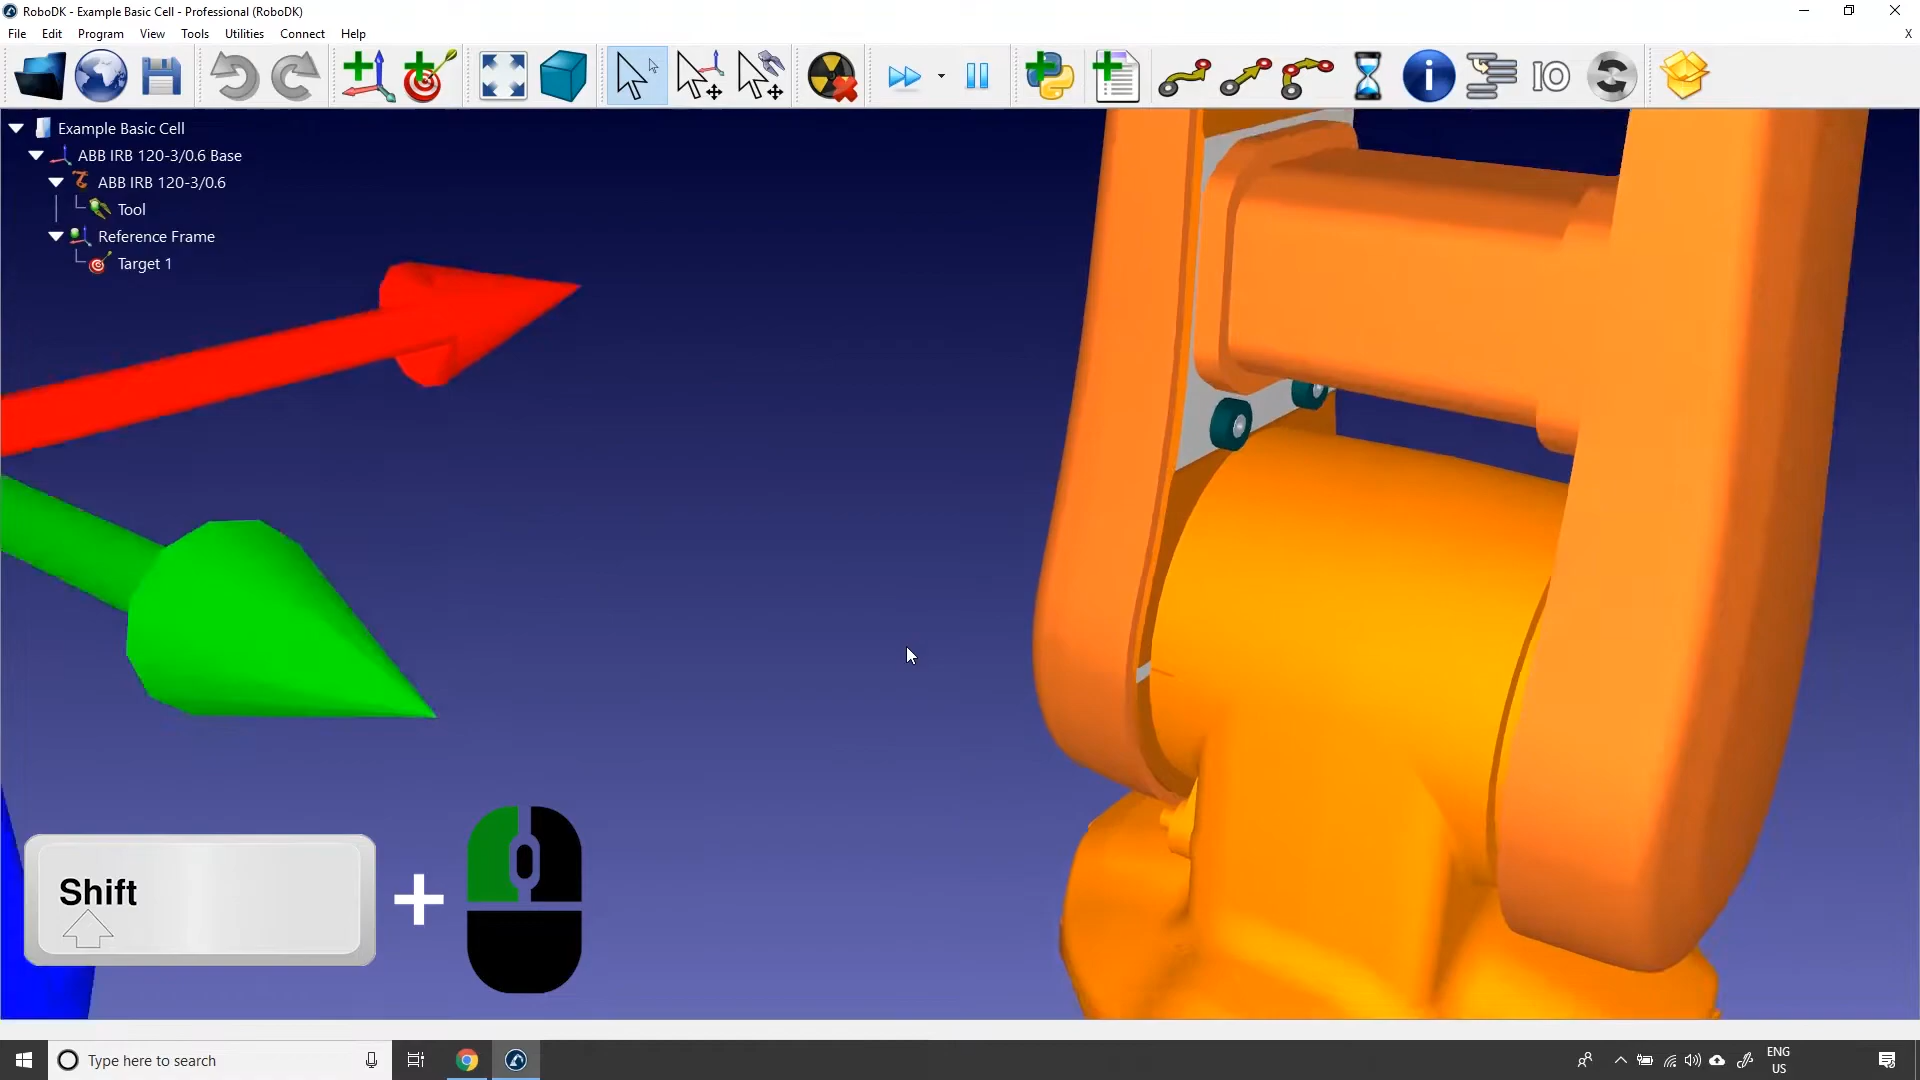 RoboDK - Example Basic Cell - Professional (RoboDK)
File Edit Program View Tools Utilities Connect Help
X
IO
Example Basic Cell
ABB IRB 120-3/0.6 Base
ABB IRB 120-3/0.6
Tool
Reference Frame
Target 1
Shift
Type here to search
ENG
US